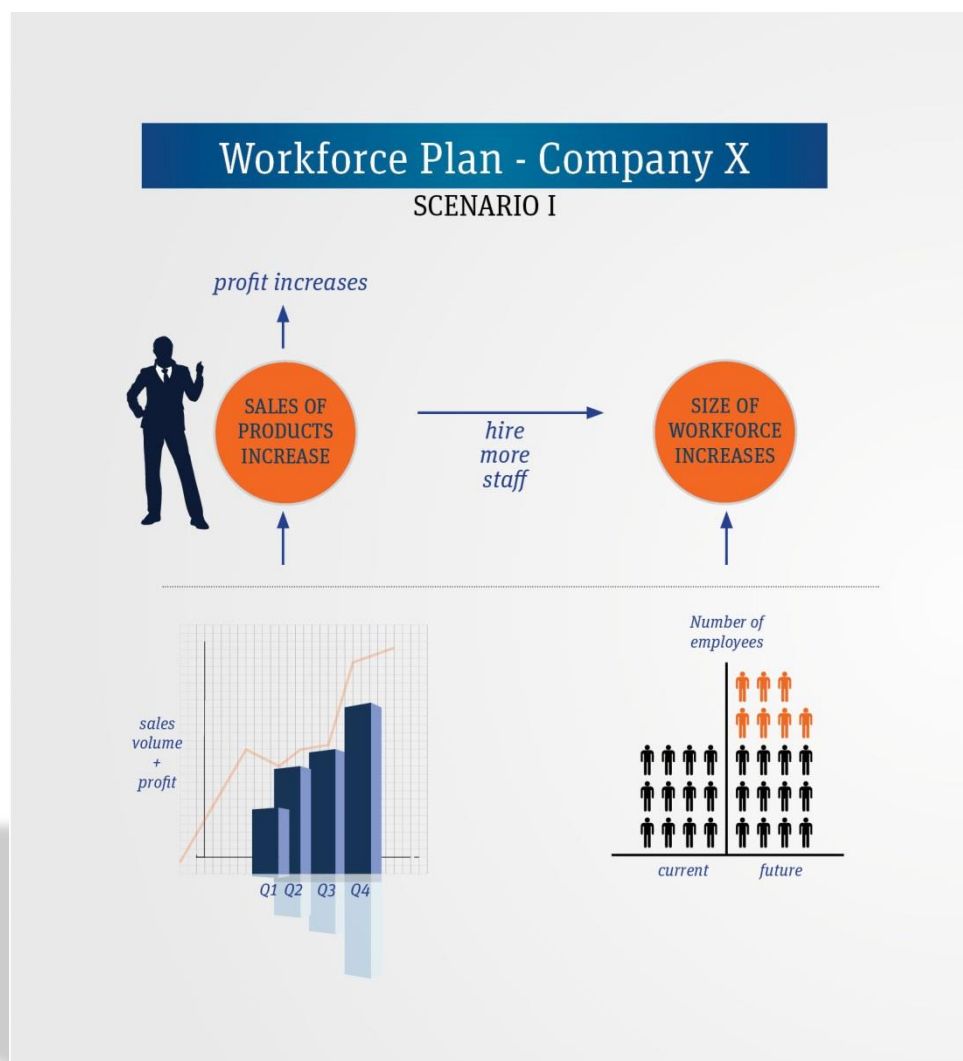 Workforce Plan - Company X
SCENARIO I
profit increases
SALES OF
PRODUCTS
INCREASE
hire
more
staff
SIZE OF
WORKFORCE
INCREASES
sales
volume
+
profit
Q1 Q2 Q3 Q4
Number of
employees
current future